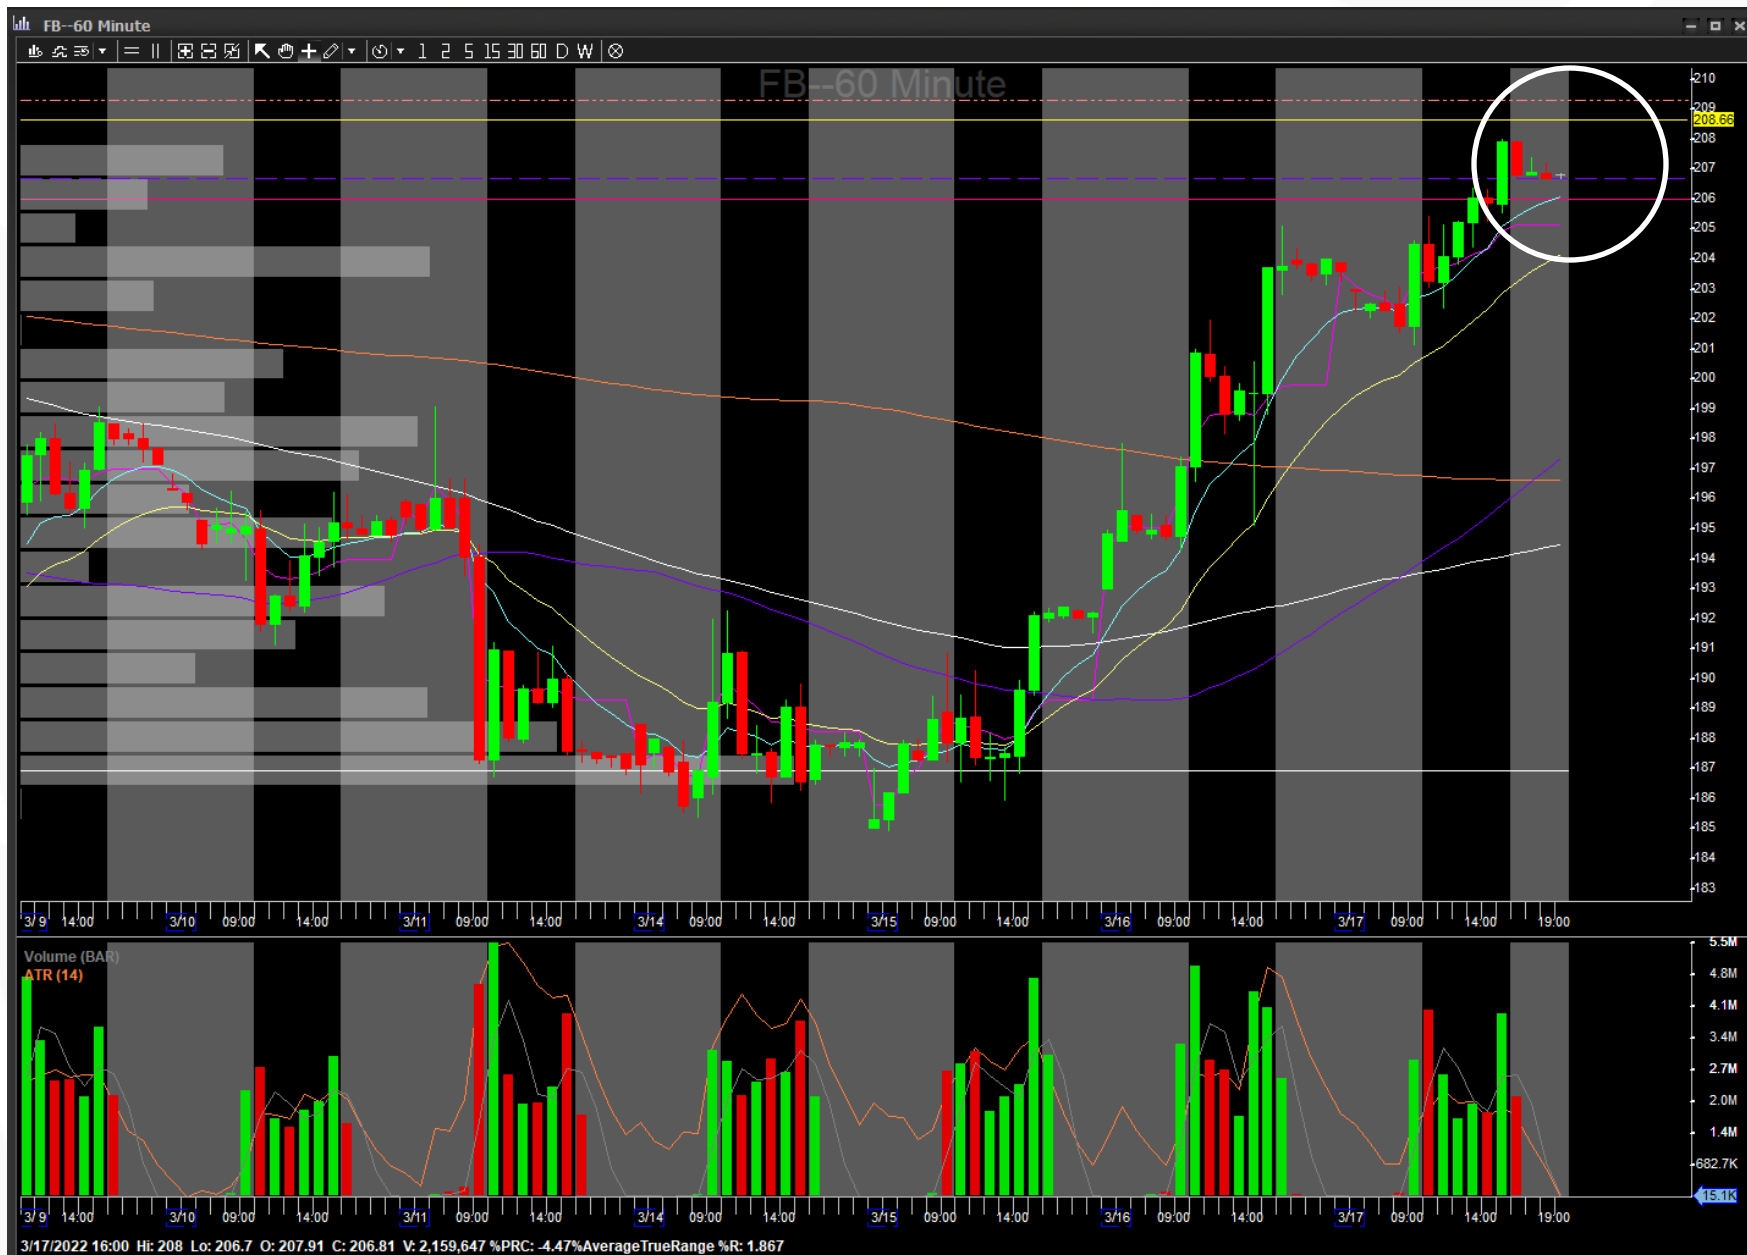 FB--60 Minute
1 2 5 15 30 60 D W
FB--60 Minute
210
209
208.66
208
207
206
205
204
203
202
201
200
199
198
197
196
195
194
193
192
191
190
189
188
187
186
185
184
183
3/9 14:00 3/10 09:00 14:00 3/11 09:00 14:00 3/14 09:00 14:00 3/15 09:00 14:00 3/16 09:00 14:00 3/17 09:00 14:00 19:00
Volume (BAR)
ATR (14)
5.5M
4.8M
4.1M
3.4M
2.7M
2.0M
1.4M
682.7K
15.1K
3/9 14:00 3/10 09:00 14:00 3/11 09:00 14:00 3/14 09:00 14:00 3/15 09:00 14:00 3/16 09:00 14:00 3/17 09:00 14:00 19:00
3/17/2022 16:00 Hi: 208 Lo: 206.7 O: 207.91 C: 206.81 V: 2,159,647 %PRC: -4.47%AverageTrueRange %R: 1.867